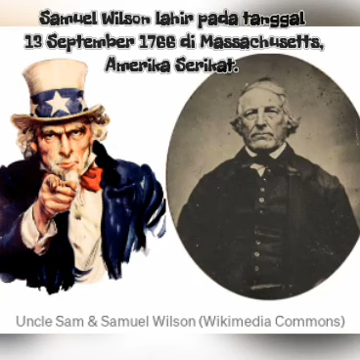 Samuel Wilson lahir pada tanggal
13 September 1766 di Massachusetts,
Amerika Serikat.
Uncle Sam & Samuel Wilson (Wikimedia Commons)